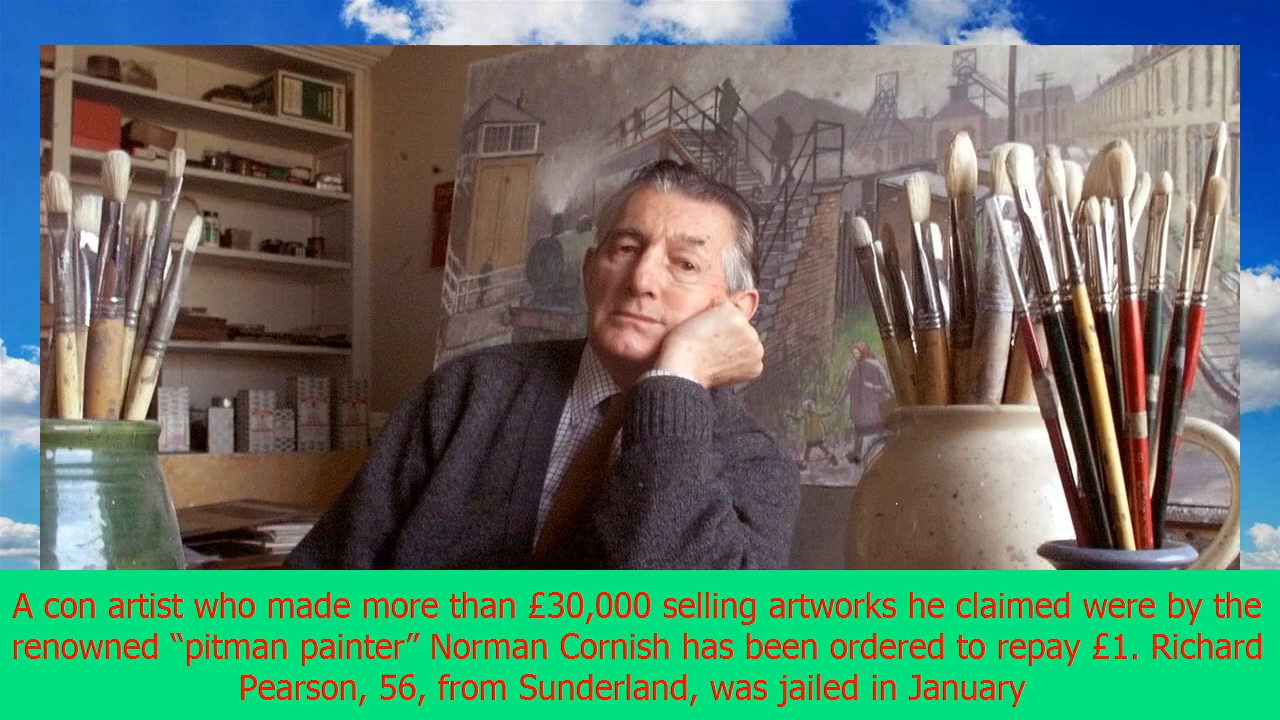 A con artist who made more than £30,000 selling artworks he claimed were by the
renowned “pitman painter” Norman Cornish has been ordered to repay £1. Richard
Pearson, 56, from Sunderland, was jailed in January